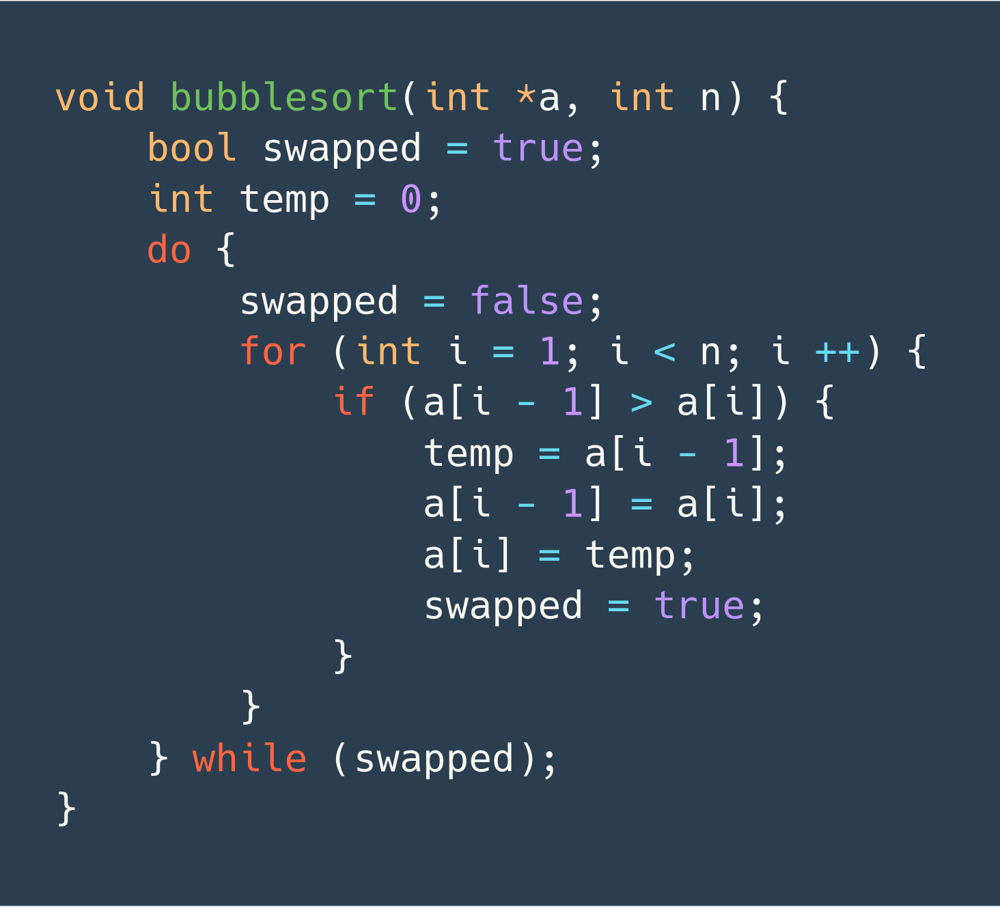 void bubblesort(int *a, int n) {
    bool swapped = true;
    int temp = 0;
    do {
        swapped = false;
        for (int i = 1; i < n; i ++) {
            if (a[i - 1] > a[i]) {
                temp = a[i - 1];
                a[i - 1] = a[i];
                a[i] = temp;
                swapped = true;
            }
        }
    } while (swapped);
}